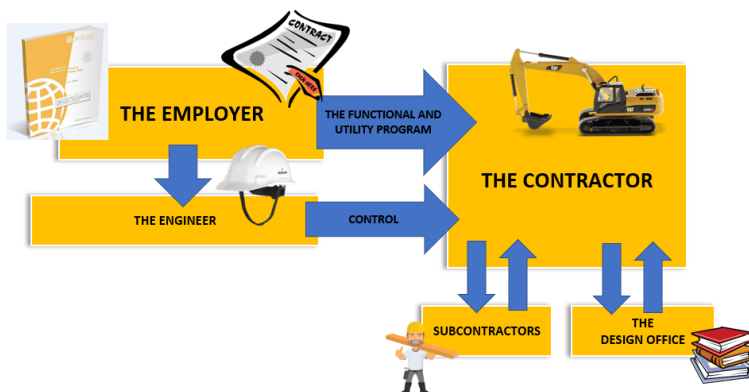 CONTRACT
THE EMPLOYER
THE FUNCTIONAL AND
UTILITY PROGRAM
CAT
THE CONTRACTOR
THE ENGINEER
CONTROL
SUBCONTRACTORS
THE
DESIGN OFFICE